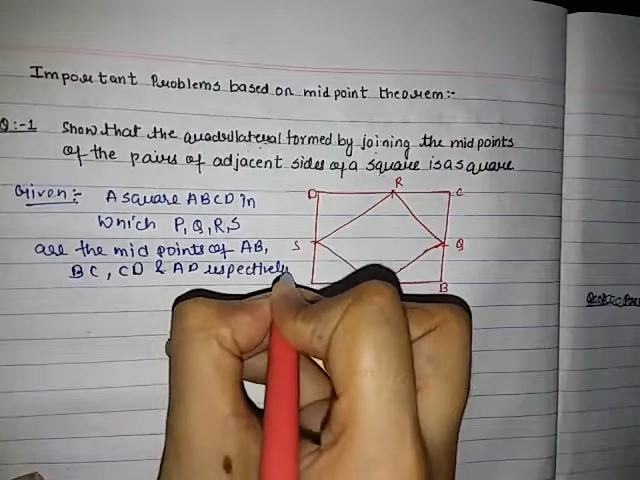 Important Problems based on mid point theorem:-
Q:-1 Show that the quadrilateral formed by joining the mid points
of the pairs of adjacent sides of a square is a square
Given:- A square ABCD in
which P, Q, R, S
are the mid points of AB,
BC, CD & AD respectively
D R C
S Q
B